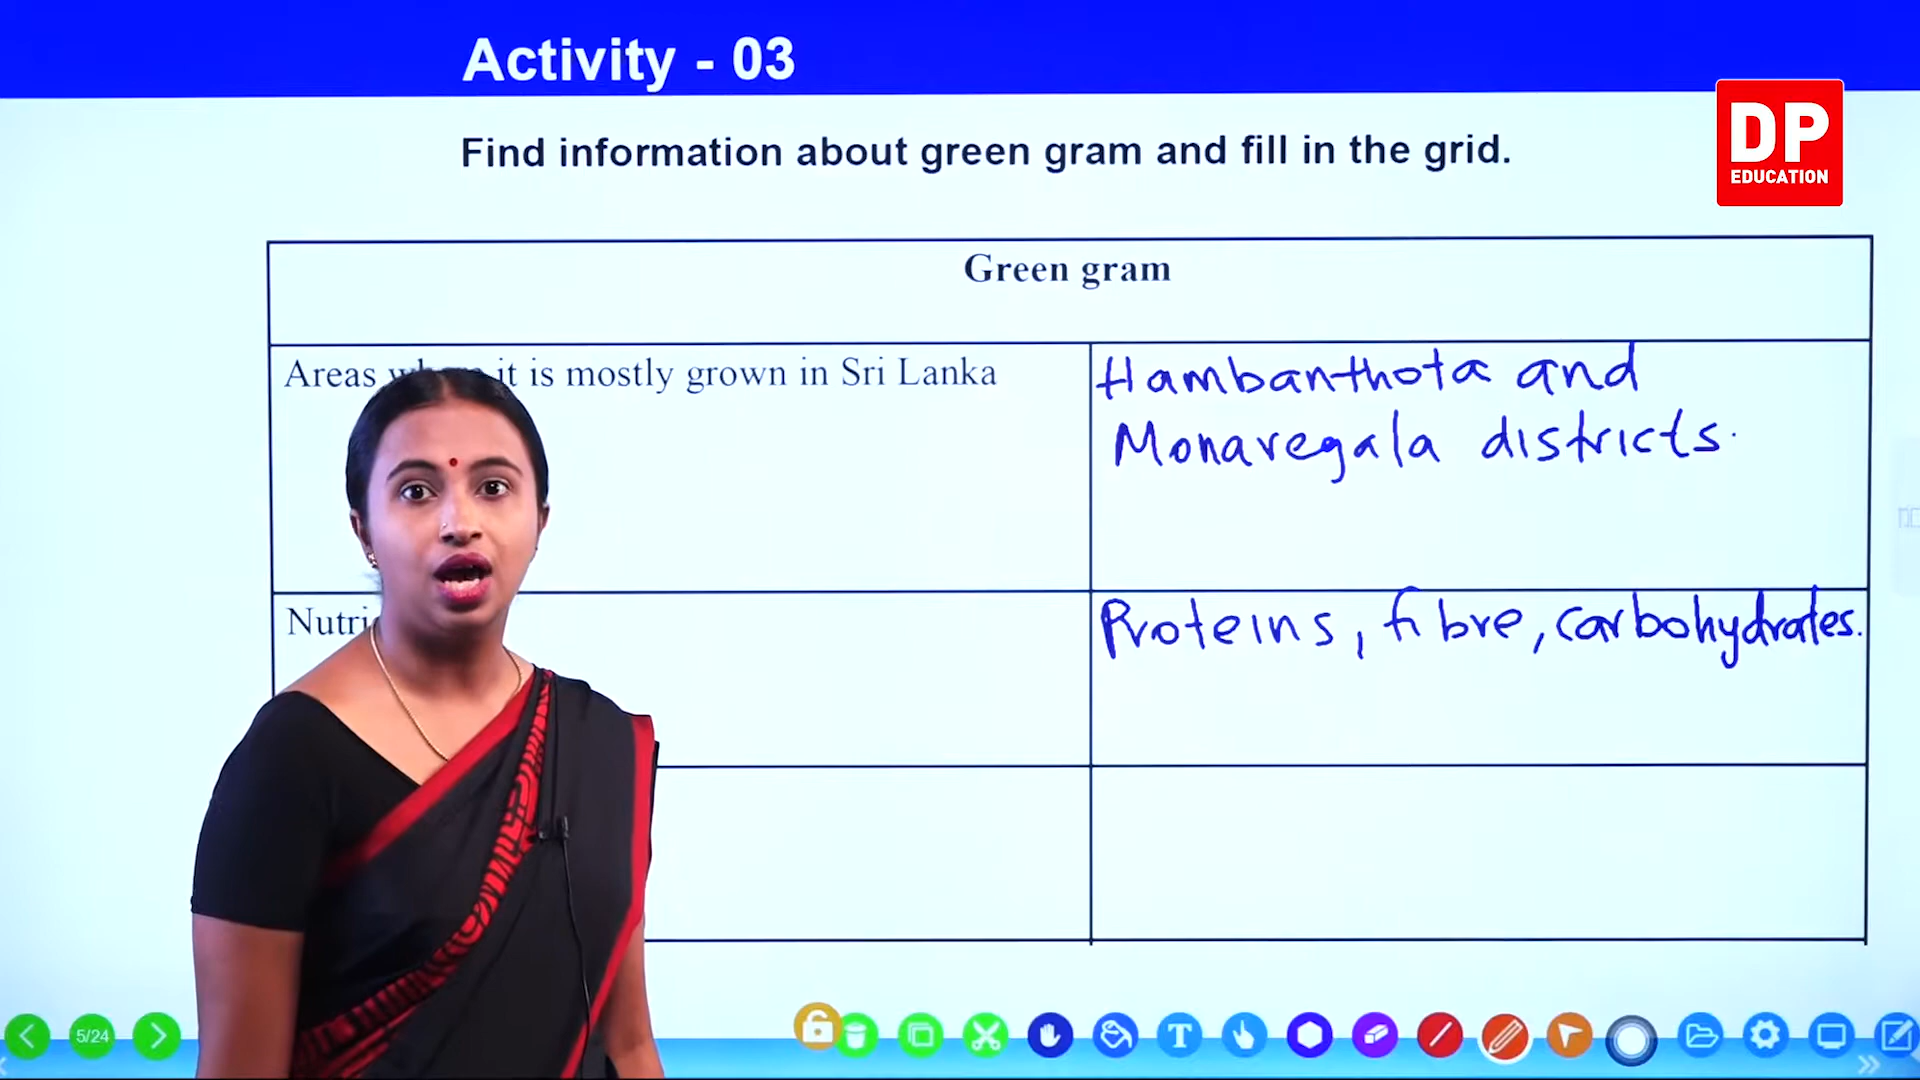 Activity - 03
DP
EDUCATION
Find information about green gram and fill in the grid.
Green gram
Areas it is mostly grown in Sri Lanka
Hambanthota and
Monaregala districts.
Proteins, fibre, carbohydrates.
5/24
T